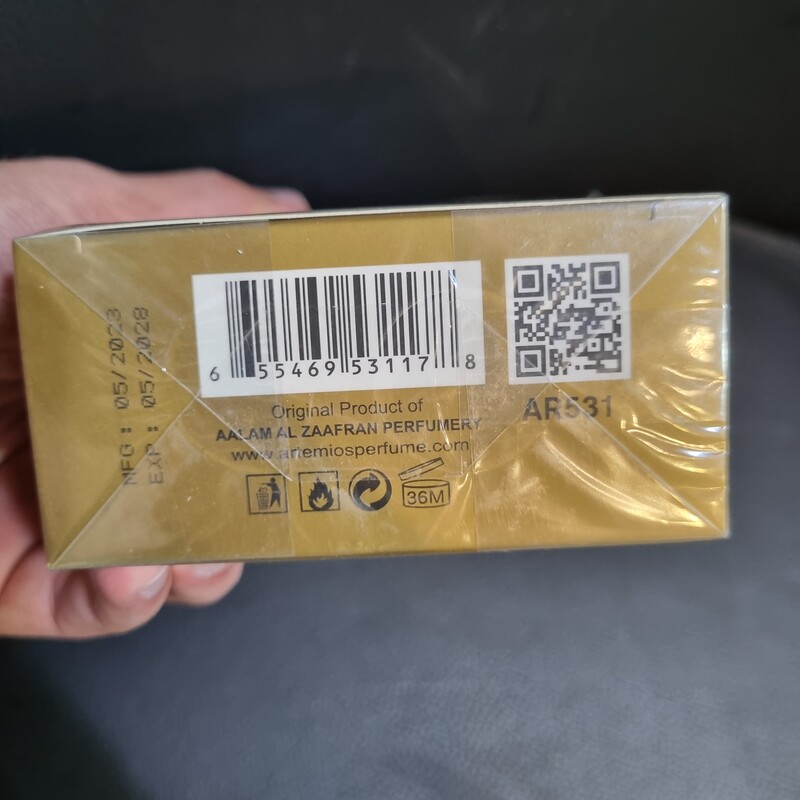 MFG : 05/2023
EXP : 05/2028
6 55469 53117 8
Original Product of
AALAM AL ZAAFRAN PERFUMERY
www.artemiosperfume.com
36M
AR531